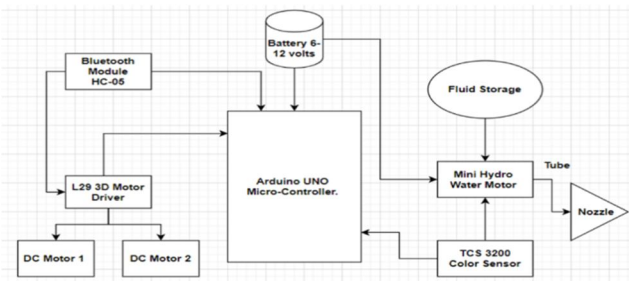 Battery 6-
12 volts
Bluetooth
Module
HC-05
Fluid Storage
Arduino UNO
Micro-Controller.
L29 3D Motor
Driver
Mini Hydro
Water Motor
Tube
Nozzle
DC Motor 1
DC Motor 2
TCS 3200
Color Sensor